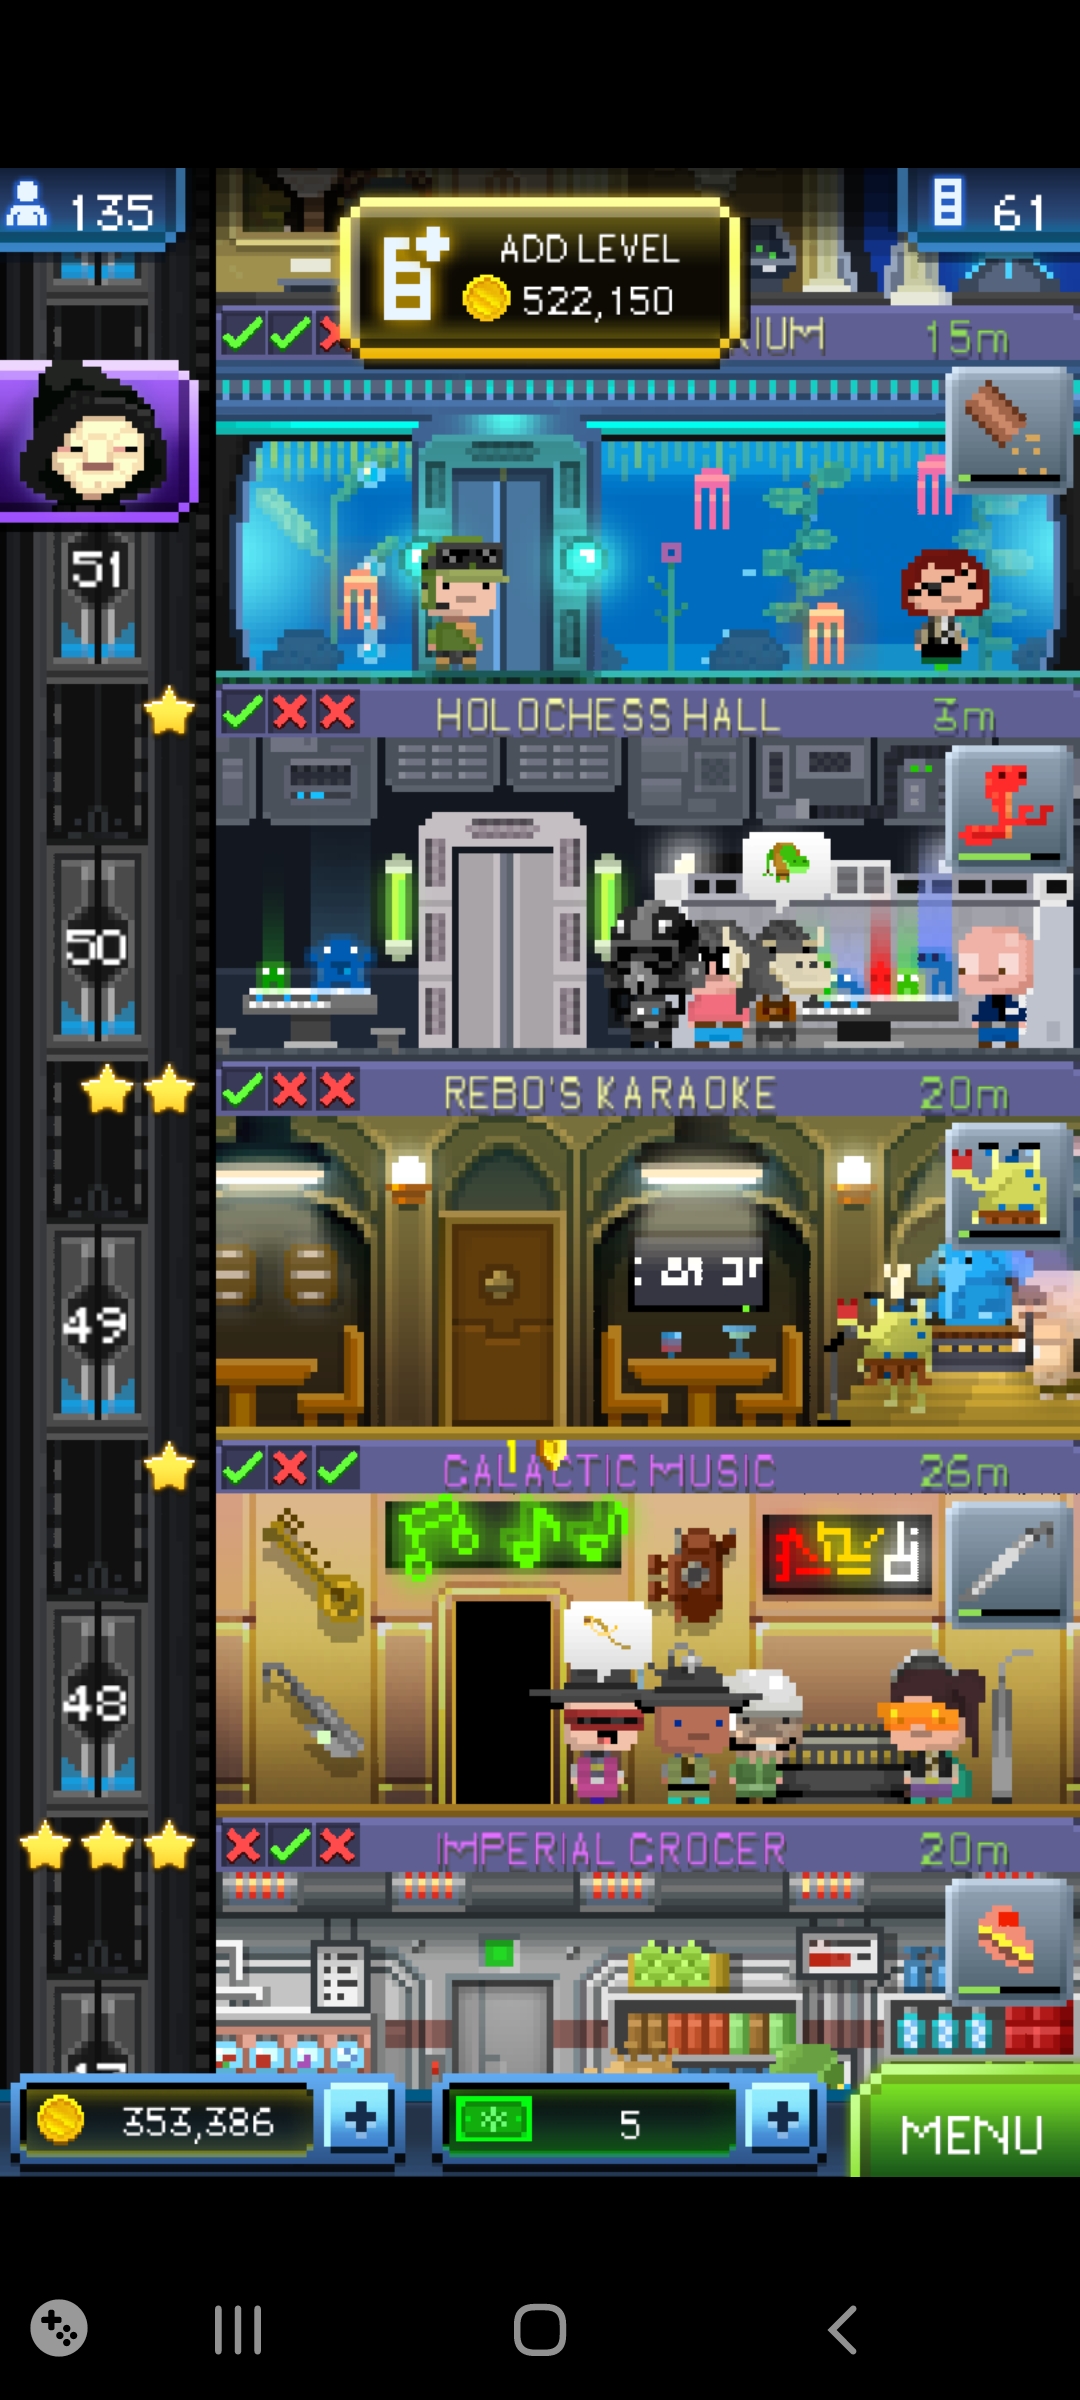 135
ADD LEVEL
522,150
61
15m
51
HOLOCHESS HALL
3m
50
REBO'S KARAOKE
20m
49
1
GALACTIC MUSIC
26m
48
IMPERIAL GROCER
20m
353,386
5
MENU